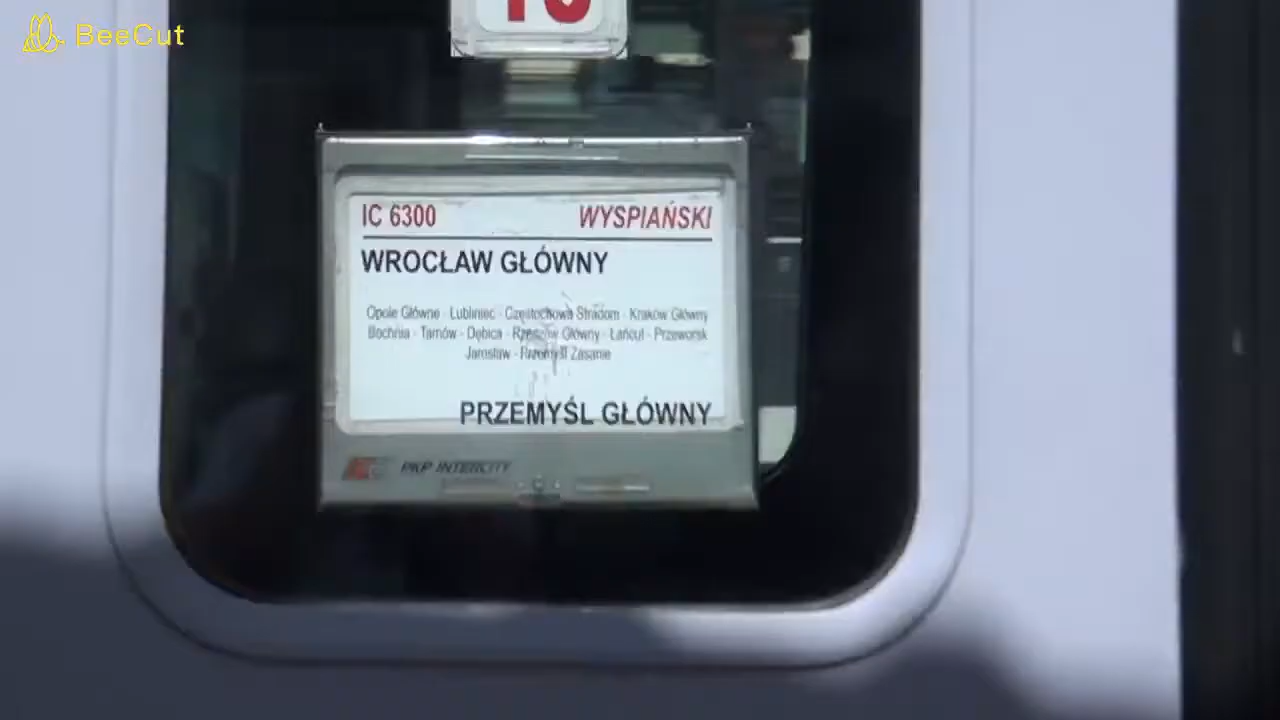 BeeCut
IC 6300 WYSPIAŃSKI
WROCŁAW GŁÓWNY
Opole Główne - Lubliniec - Częstochowa Stradom - Kraków Główny
Bochnia - Tarnów - Dębica - Rzeszów Główny - Łańcut - Przeworsk
Jarosław - Przemyśl Zasanie
PRZEMYŚL GŁÓWNY
PKP INTERCITY